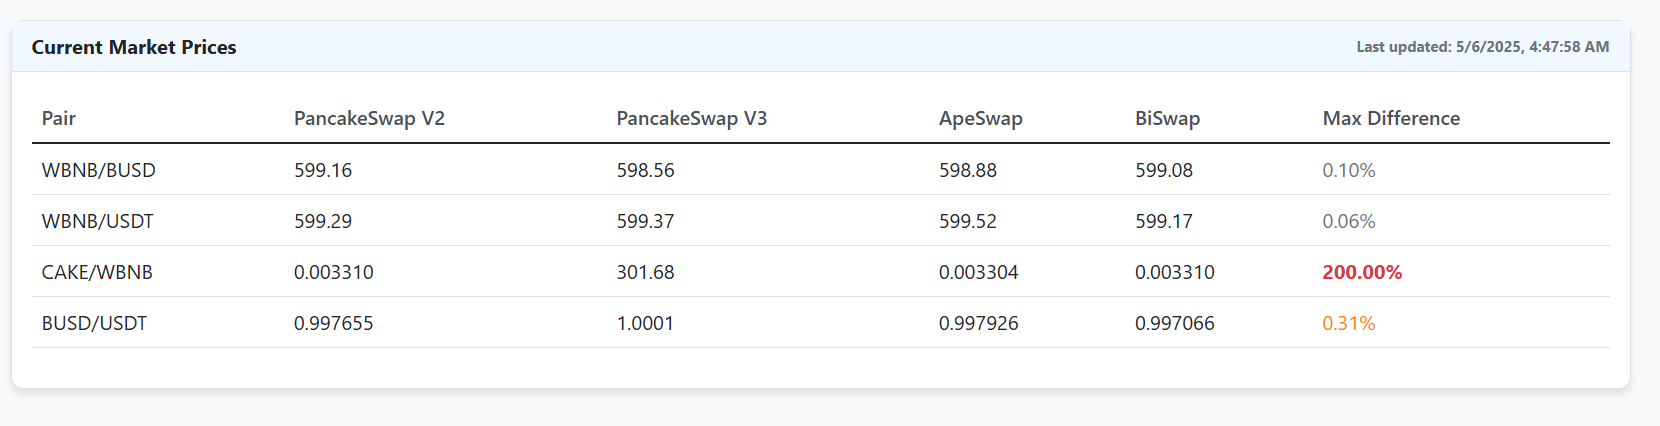 Current Market Prices Last updated: 5/6/2025, 4:47:58 AM
Pair PancakeSwap V2 PancakeSwap V3 ApeSwap BiSwap Max Difference
WBNB/BUSD 599.16 598.56 598.88 599.08 0.10%
WBNB/USDT 599.29 599.37 599.52 599.17 0.06%
CAKE/WBNB 0.003310 301.68 0.003304 0.003310 200.00%
BUSD/USDT 0.997655 1.0001 0.997926 0.997066 0.31%